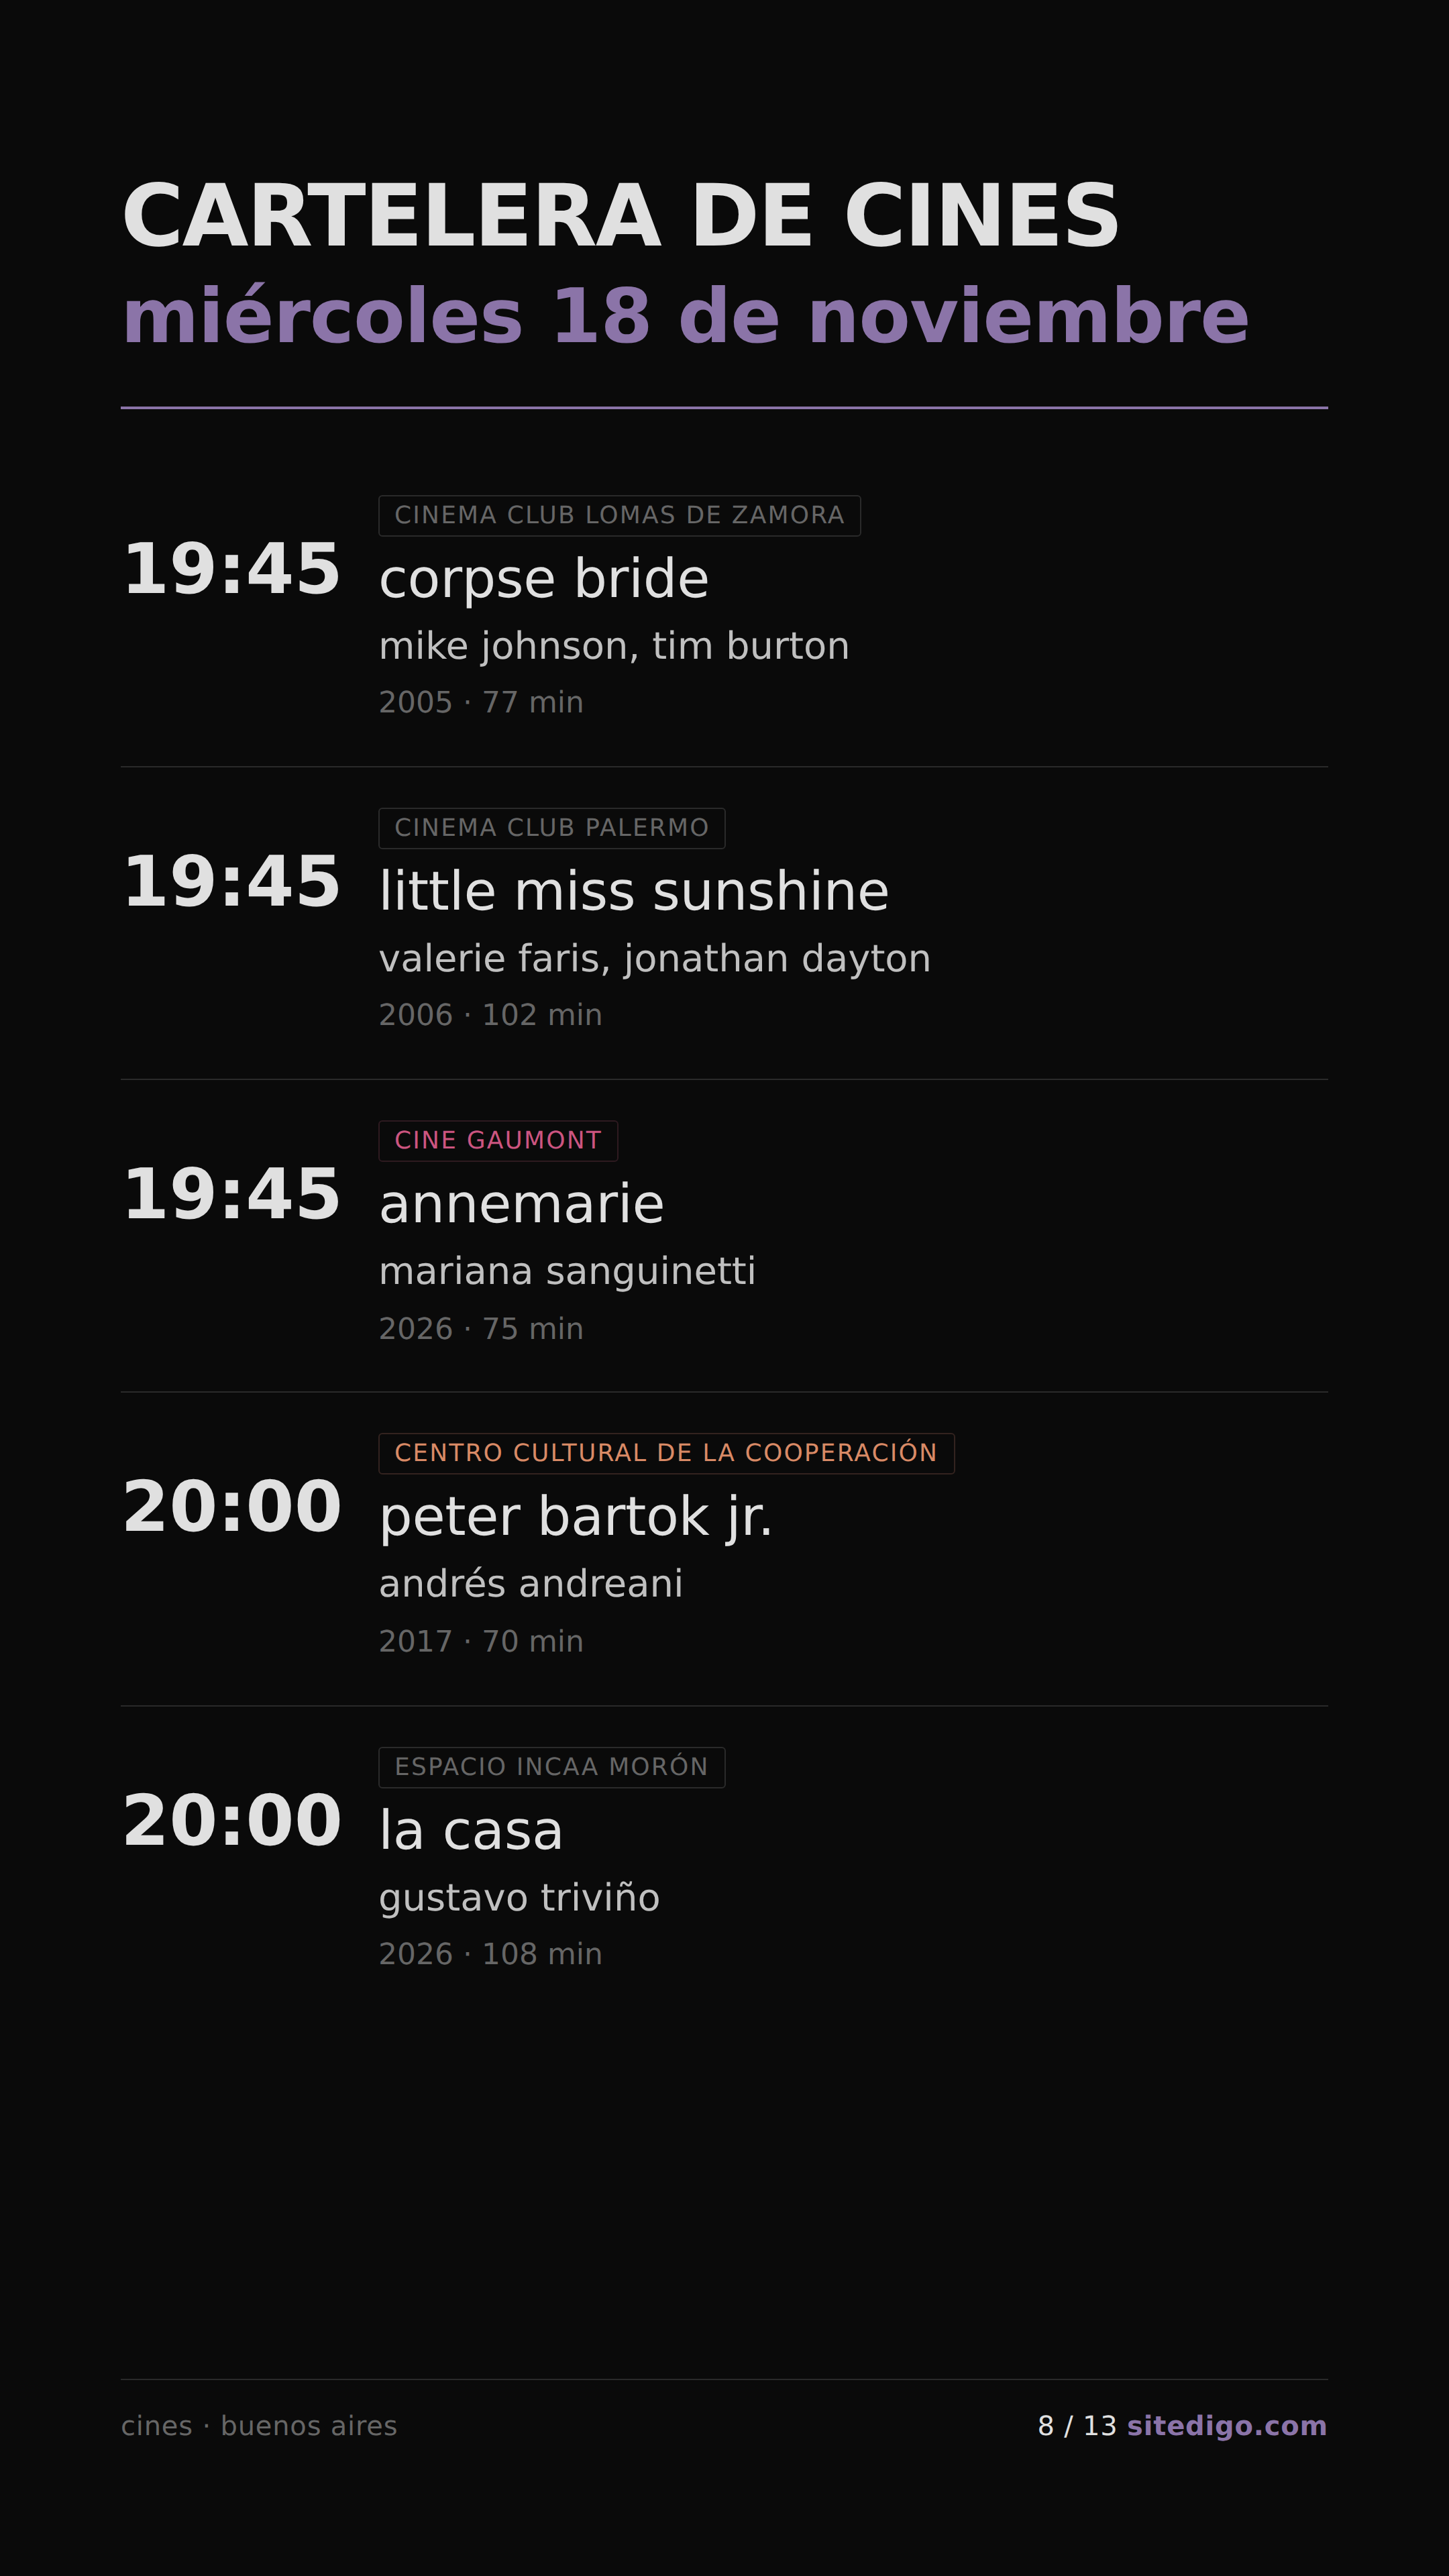 CARTELERA DE CINES
miércoles 18 de noviembre
CINEMA CLUB LOMAS DE ZAMORA
19:45
corpse bride
mike johnson, tim burton
2005 · 77 min
CINEMA CLUB PALERMO
19:45
little miss sunshine
valerie faris, jonathan dayton
2006 · 102 min
CINE GAUMONT
19:45
annemarie
mariana sanguinetti
2026 · 75 min
CENTRO CULTURAL DE LA COOPERACIÓN
20:00
peter bartok jr.
andrés andreani
2017 · 70 min
ESPACIO INCAA MORÓN
20:00
la casa
gustavo triviño
2026 · 108 min
cines · buenos aires
8 / 13 sitedigo.com